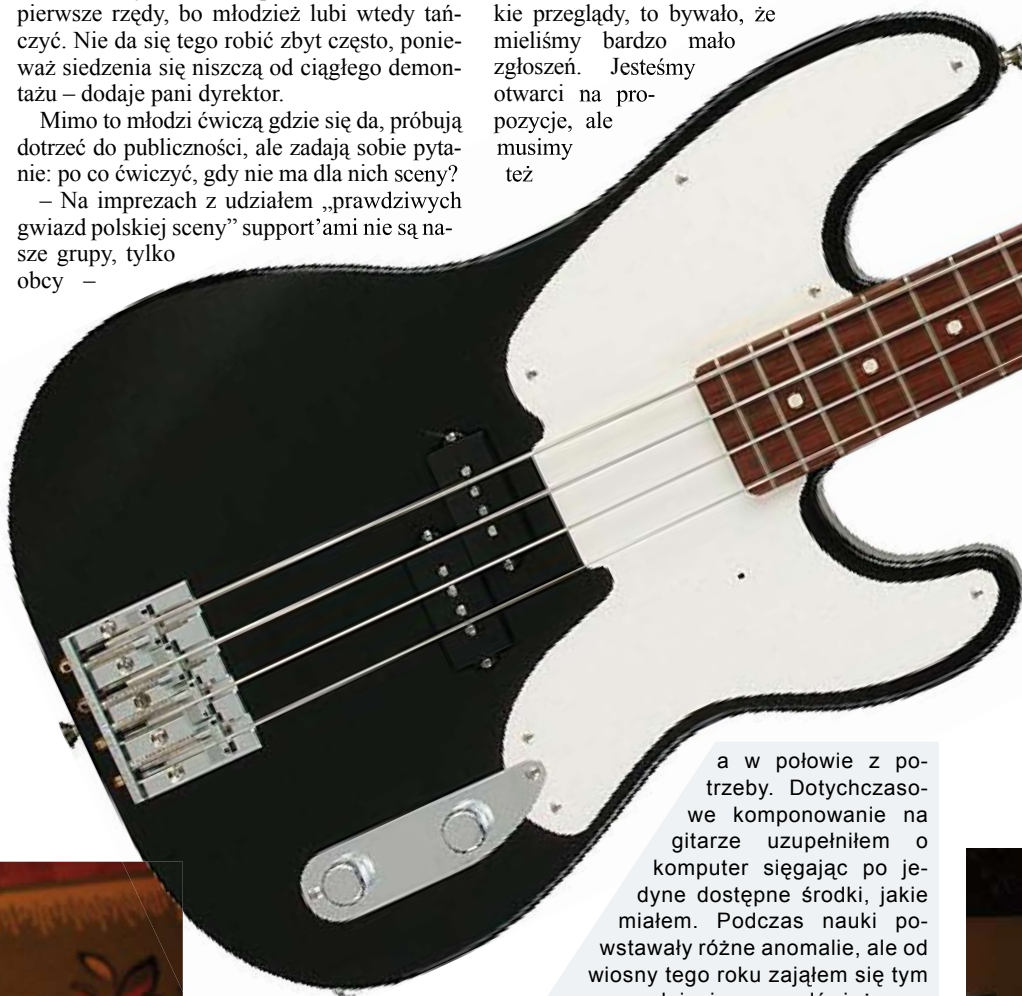 pierwsze rzędy, bo młodzież lubi wtedy tań-
czyć. Nie da się tego robić zbyt często, ponie-
waż siedzenia się niszczą od ciągłego demon-
tażu – dodaje pani dyrektor.
Mimo to młodzi ćwiczą gdzie się da, próbują
dotrzeć do publiczności, ale zadają sobie pyta-
nie: po co ćwiczyć, gdy nie ma dla nich sceny?
– Na imprezach z udziałem „prawdziwych
gwiazd polskiej sceny” support’ami nie są na-
sze grupy, tylko
obcy –
kie przeglądy, to bywało, że
mieliśmy bardzo mało
zgłoszeń. Jesteśmy
otwarci na pro-
pozycje, ale
musimy
też
a w połowie z po-
trzeby. Dotychczaso-
we komponowanie na
gitarze uzupełniłem o
komputer sięgając po je-
dyne dostępne środki, jakie
miałem. Podczas nauki po-
wstawały różne anomalie, ale od
wiosny tego roku zająłem się tym